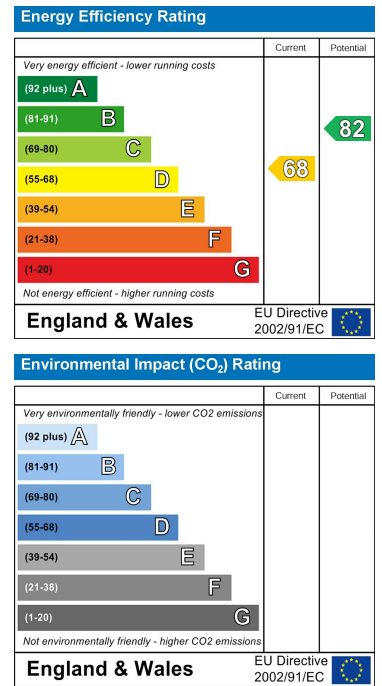 Energy Efficiency Rating
Current Potential
Very energy efficient - lower running costs
(92 plus) A
(81-91) B
82
(69-80) C
68
(55-68) D
(39-54) E
(21-38) F
(1-20) G
Not energy efficient - higher running costs
England & Wales
EU Directive
2002/91/EC
Environmental Impact (CO₂) Rating
Current Potential
Very environmentally friendly - lower CO2 emissions
(92 plus) A
(81-91) B
(69-80) C
(55-68) D
(39-54) E
(21-38) F
(1-20) G
Not environmentally friendly - higher CO2 emissions
England & Wales
EU Directive
2002/91/EC